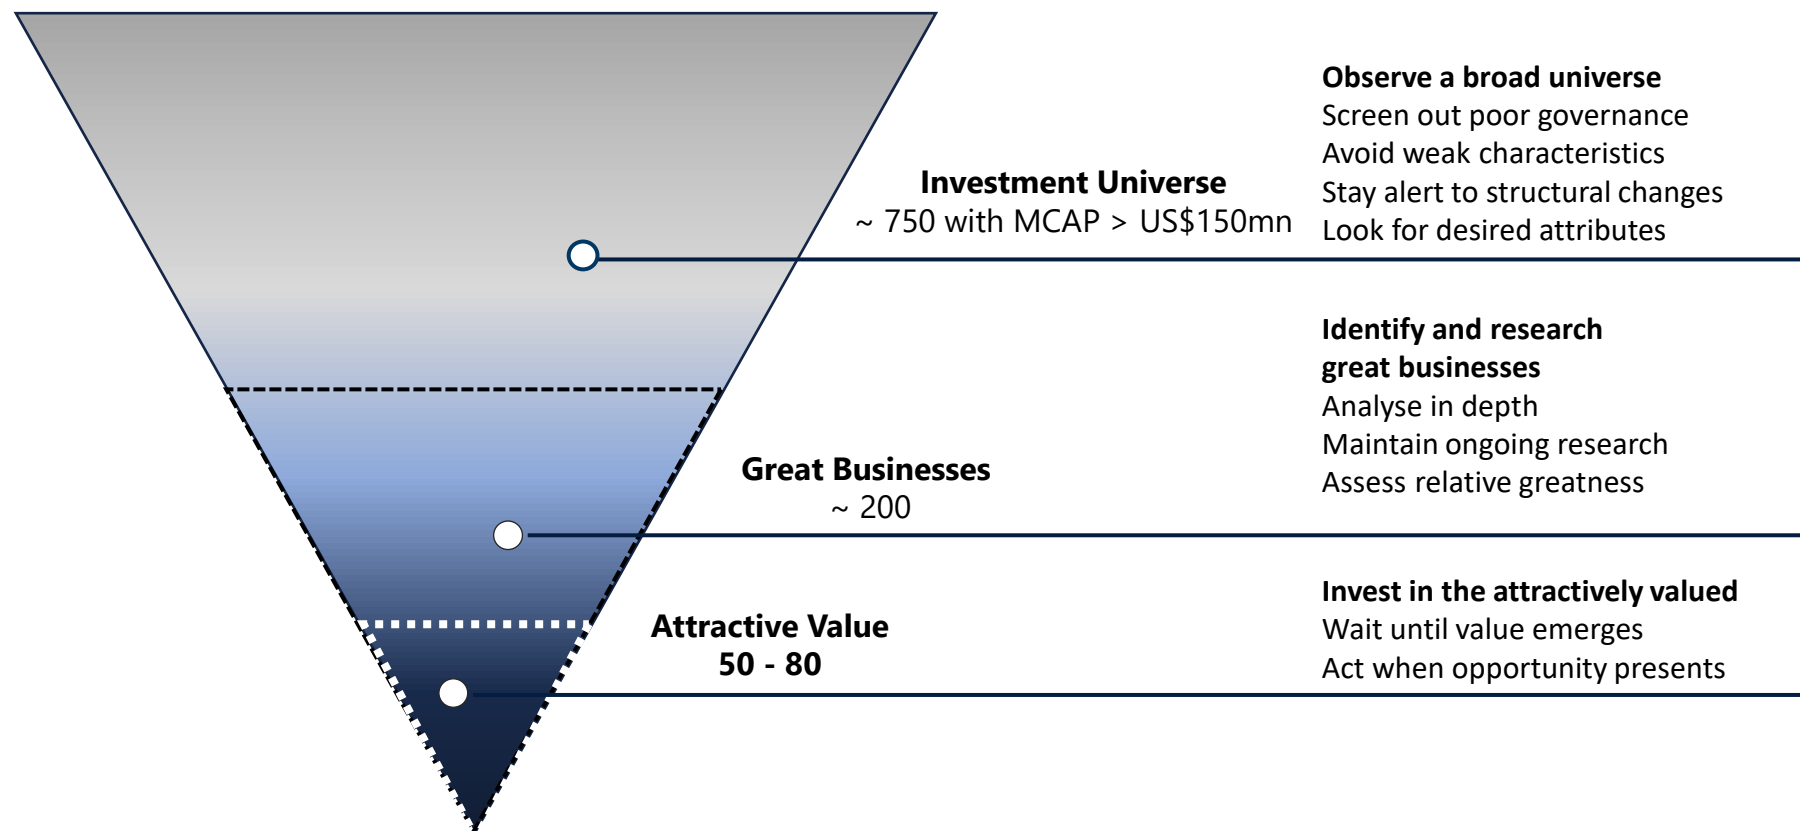 Observe a broad universe
Screen out poor governance
Avoid weak characteristics
Stay alert to structural changes
Look for desired attributes
Investment Universe
~ 750 with MCAP > US$150mn
Identify and research
great businesses
Analyse in depth
Maintain ongoing research
Assess relative greatness
Great Businesses
~ 200
Invest in the attractively valued
Wait until value emerges
Act when opportunity presents
Attractive Value
50 - 80